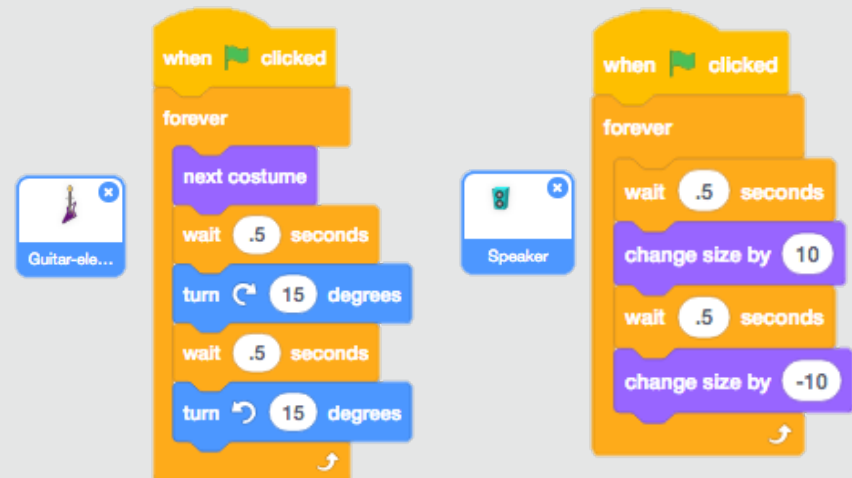 when clicked
forever
next costume
wait .5 seconds
turn 15 degrees
wait .5 seconds
turn 15 degrees
Guitar-ele...
when clicked
forever
wait .5 seconds
change size by 10
wait .5 seconds
change size by -10
Speaker